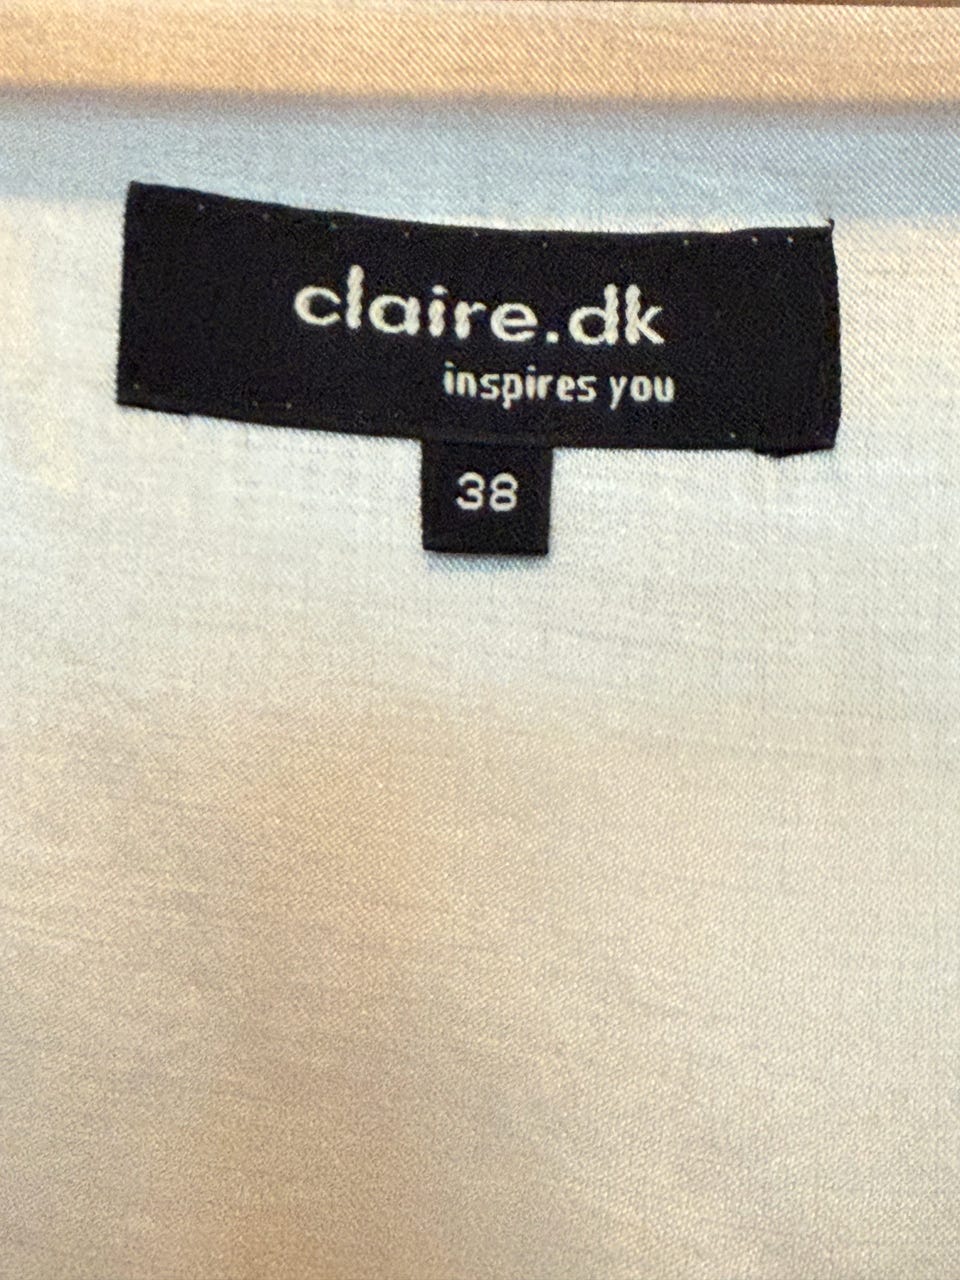 claire.dk
inspires you
38